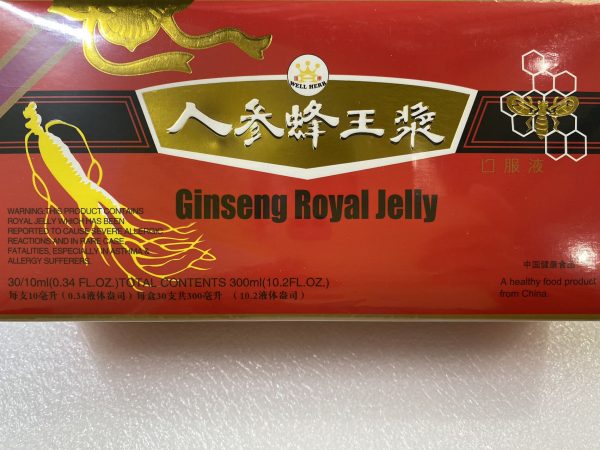 WELL HERB
人参蜂王漿
口服液
Ginseng Royal Jelly
WARNING:THIS PRODUCT CONTAINS
ROYAL JELLY WHICH HAS BEEN
REPORTED TO CAUSE SEVERE ALLERGIC
REACTIONS AND IN RARE CASE,
FATALITIES, ESPECIALLY IN ASTHMA &
ALLERGY SUFFERERS.
30/10ml(0.34 FL.OZ.)TOTAL CONTENTS 300ml(10.2FL.OZ.)
每支10毫升（0.34液体盎司）每盒30支共300毫升 （10.2液体盎司）
中国健康食品
A healthy food product
from China